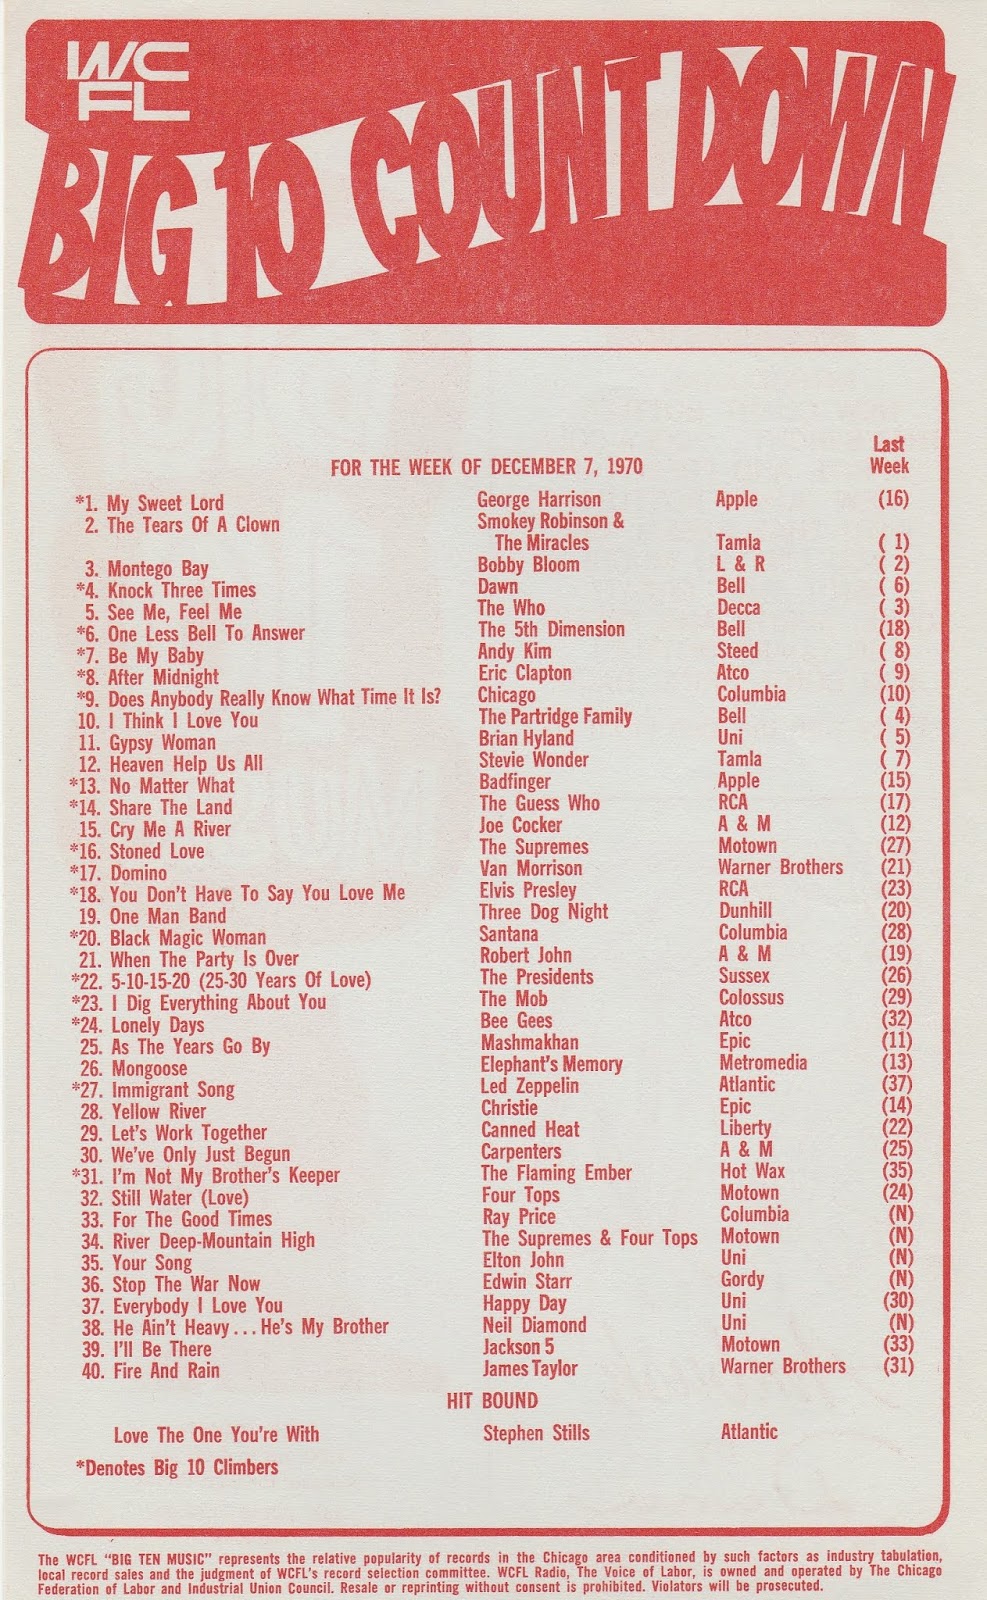 WC
FL
BIG 10 COUNT DOWN
Last
FOR THE WEEK OF DECEMBER 7, 1970 Week
*1. My Sweet Lord George Harrison Apple (16)
2. The Tears Of A Clown Smokey Robinson &
The Miracles Tamla ( 1)
3. Montego Bay Bobby Bloom L & R ( 2)
*4. Knock Three Times Dawn Bell ( 6)
5. See Me, Feel Me The Who Decca ( 3)
*6. One Less Bell To Answer The 5th Dimension Bell (18)
*7. Be My Baby Andy Kim Steed ( 8)
*8. After Midnight Eric Clapton Atco ( 9)
*9. Does Anybody Really Know What Time It Is? Chicago Columbia (10)
10. I Think I Love You The Partridge Family Bell ( 4)
11. Gypsy Woman Brian Hyland Uni ( 5)
12. Heaven Help Us All Stevie Wonder Tamla ( 7)
*13. No Matter What Badfinger Apple (15)
*14. Share The Land The Guess Who RCA (17)
15. Cry Me A River Joe Cocker A & M (12)
*16. Stoned Love The Supremes Motown (27)
*17. Domino Van Morrison Warner Brothers (21)
*18. You Don't Have To Say You Love Me Elvis Presley RCA (23)
19. One Man Band Three Dog Night Dunhill (20)
*20. Black Magic Woman Santana Columbia (28)
21. When The Party Is Over Robert John A & M (19)
*22. 5-10-15-20 (25-30 Years Of Love) The Presidents Sussex (26)
*23. I Dig Everything About You The Mob Colossus (29)
*24. Lonely Days Bee Gees Atco (32)
25. As The Years Go By Mashmakhan Epic (11)
26. Mongoose Elephant's Memory Metromedia (13)
*27. Immigrant Song Led Zeppelin Atlantic (37)
28. Yellow River Christie Epic (14)
29. Let's Work Together Canned Heat Liberty (22)
30. We've Only Just Begun Carpenters A & M (25)
*31. I'm Not My Brother's Keeper The Flaming Ember Hot Wax (35)
32. Still Water (Love) Four Tops Motown (24)
33. For The Good Times Ray Price Columbia (N)
34. River Deep-Mountain High The Supremes & Four Tops Motown (N)
35. Your Song Elton John Uni (N)
36. Stop The War Now Edwin Starr Gordy (N)
37. Everybody I Love You Happy Day Uni (30)
38. He Ain't Heavy...He's My Brother Neil Diamond Uni (N)
39. I'll Be There Jackson 5 Motown (33)
40. Fire And Rain James Taylor Warner Brothers (31)
HIT BOUND
Love The One You're With Stephen Stills Atlantic
*Denotes Big 10 Climbers
The WCFL "BIG TEN MUSIC" represents the relative popularity of records in the Chicago area conditioned by such factors as industry tabulation,
local record sales and the judgment of WCFL's record selection committee. WCFL Radio, The Voice of Labor, is owned and operated by The Chicago
Federation of Labor and Industrial Union Council. Resale or reprinting without consent is prohibited. Violators will be prosecuted.